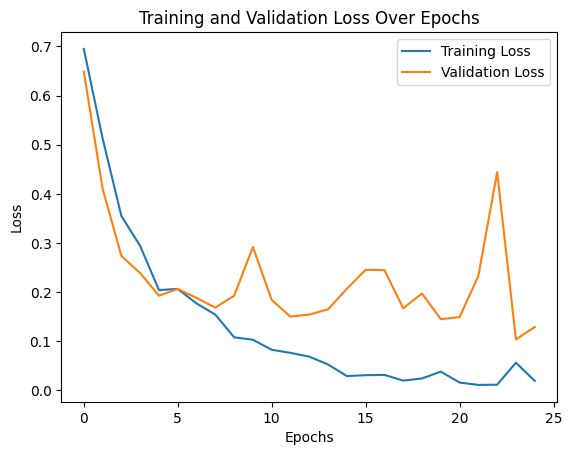 Training and Validation Loss Over Epochs
Training Loss
Validation Loss
0.7
0.6
0.5
0.4
0.3
0.2
0.1
0.0
Loss
0
5
10
15
20
25
Epochs